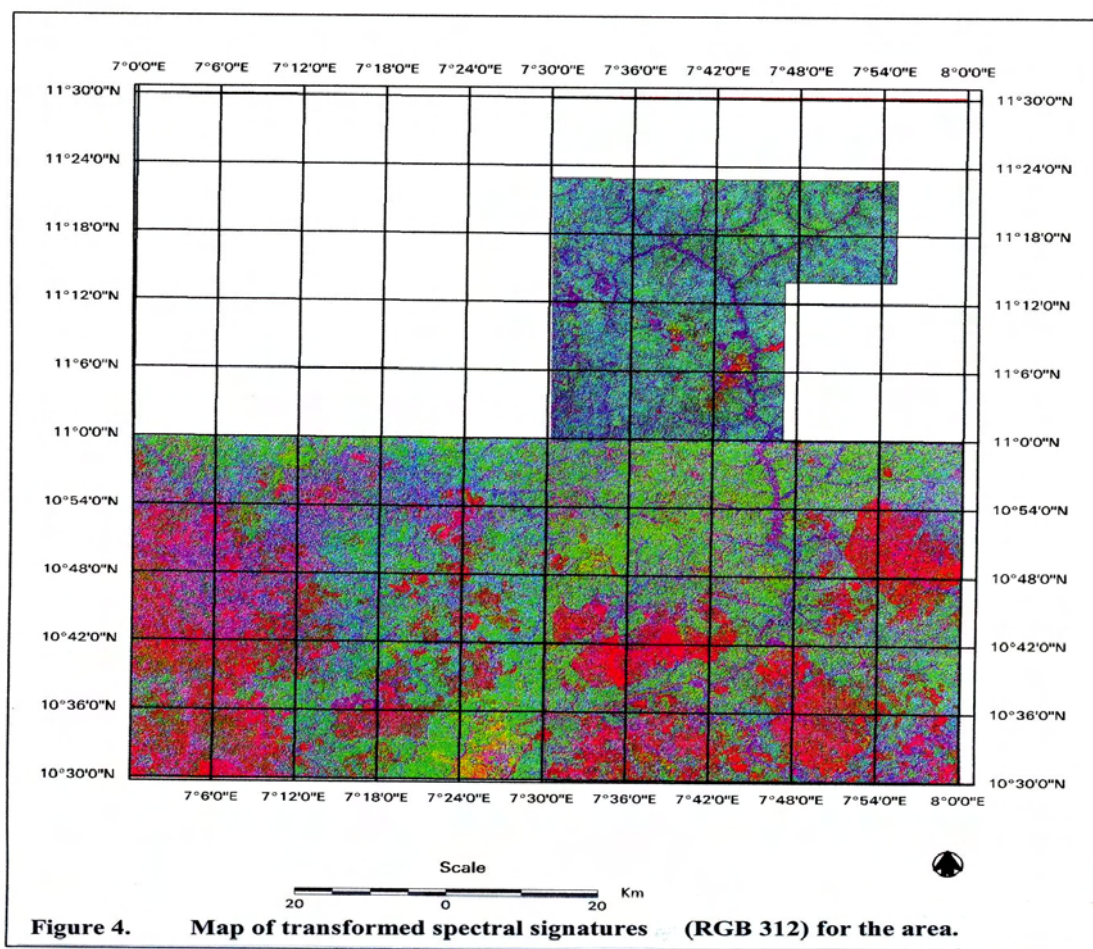 7°0'0"E 7°6'0"E 7°12'0"E 7°18'0"E 7°24'0"E 7°30'0"E 7°36'0"E 7°42'0"E 7°48'0"E 7°54'0"E 8°0'0"E
11°30'0"N 11°30'0"N
11°24'0"N 11°24'0"N
11°18'0"N 11°18'0"N
11°12'0"N 11°12'0"N
11°6'0"N 11°6'0"N
11°0'0"N 11°0'0"N
10°54'0"N 10°54'0"N
10°48'0"N 10°48'0"N
10°42'0"N 10°42'0"N
10°36'0"N 10°36'0"N
10°30'0"N 10°30'0"N
7°6'0"E 7°12'0"E 7°18'0"E 7°24'0"E 7°30'0"E 7°36'0"E 7°42'0"E 7°48'0"E 7°54'0"E 8°0'0"E
Scale
20 0 20 Km
Figure 4. Map of transformed spectral signatures (RGB 312) for the area.